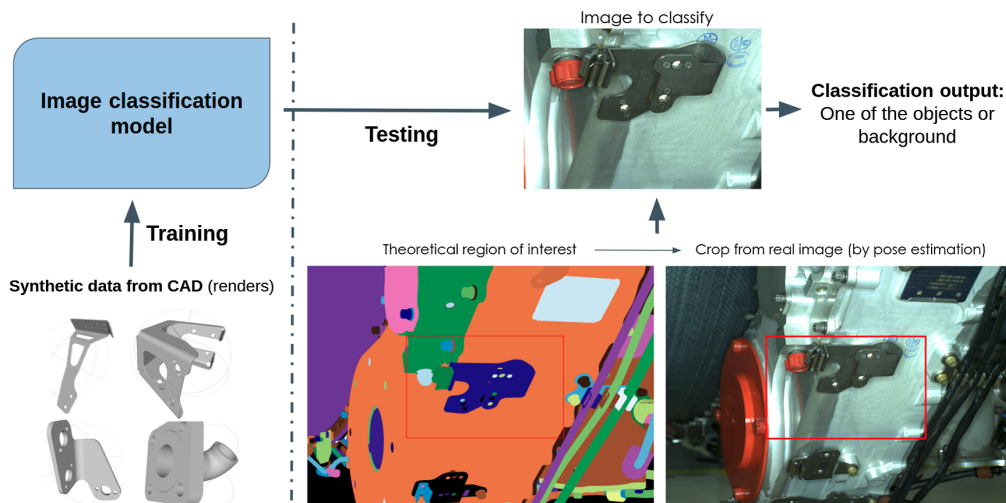 Image to classify
Image classification
model
Testing
Classification output:
One of the objects or
background
Training
Synthetic data from CAD (renders)
Theoretical region of interest
Crop from real image (by pose estimation)